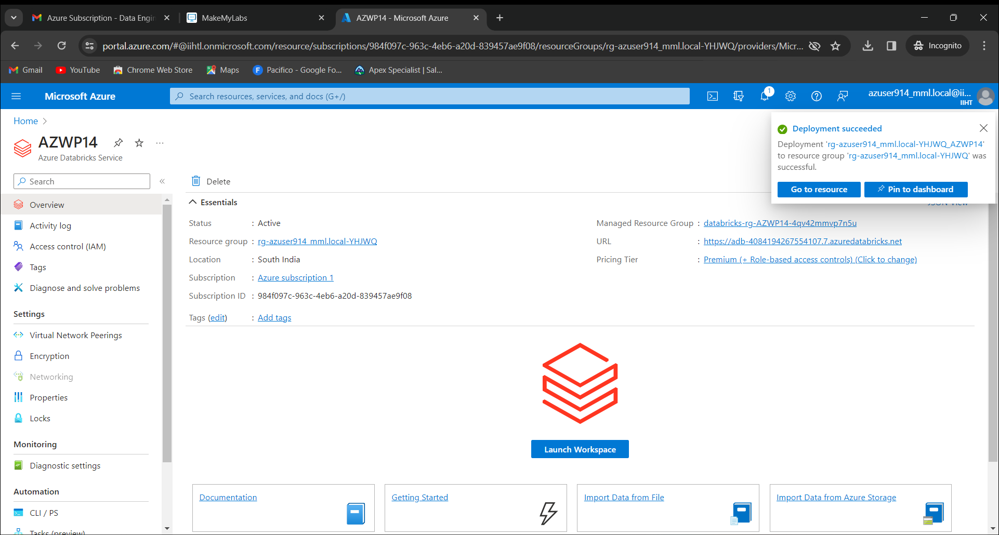 Azure Subscription - Data Engin
MakeMyLabs
AZWP14 - Microsoft Azure
portal.azure.com/#@iihtl.onmicrosoft.com/resource/subscriptions/984f097c-963c-4eb6-a20d-839457ae9f08/resourceGroups/rg-azuser914_mml.local-YHJWQ/providers/Micr...
Incognito
Gmail
YouTube
Chrome Web Store
Maps
Pacifico - Google Fo...
Apex Specialist | Sal...
Microsoft Azure
Search resources, services, and docs (G+/)
1
azuser914_mml.local@ii...
IIHT
Home
AZWP14
Azure Databricks Service
Deployment succeeded
Deployment 'rg-azuser914_mml.local-YHJWQ_AZWP14'
to resource group 'rg-azuser914_mml.local-YHJWQ' was
successful.
Go to resource
Pin to dashboard
Search
Overview
Activity log
Access control (IAM)
Tags
Diagnose and solve problems
Settings
Virtual Network Peerings
Encryption
Networking
Properties
Locks
Monitoring
Diagnostic settings
Automation
CLI / PS
Tasks (preview)
Delete
Essentials
JSON View
Status : Active
Resource group : rg-azuser914_mml.local-YHJWQ
Location : South India
Subscription : Azure subscription 1
Subscription ID : 984f097c-963c-4eb6-a20d-839457ae9f08
Tags (edit) : Add tags
Managed Resource Group : databricks-rg-AZWP14-4qv42mmvp7n5u
URL : https://adb-4084194267554107.7.azuredatabricks.net
Pricing Tier : Premium (+ Role-based access controls) (Click to change)
Launch Workspace
Documentation
Getting Started
Import Data from File
Import Data from Azure Storage